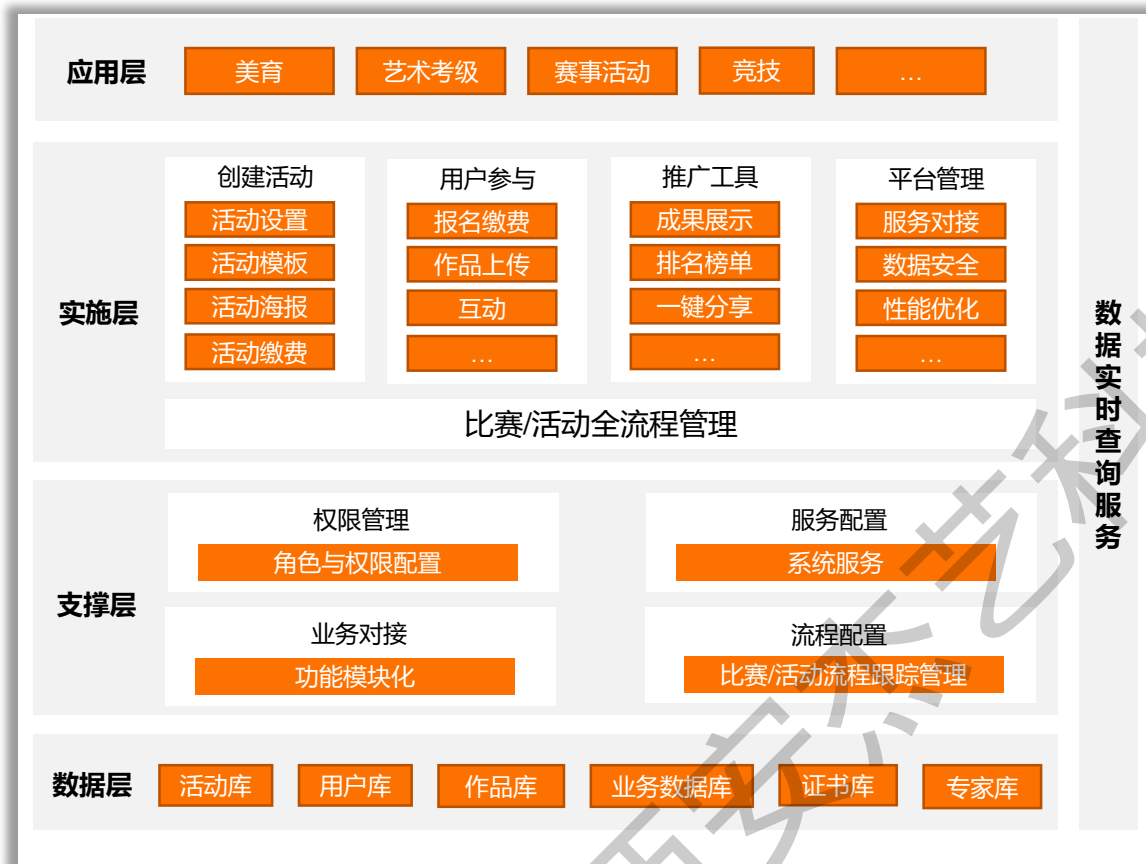 应用层
美育
艺术考级
赛事活动
竞技
…
实施层
创建活动
活动设置
活动模板
活动海报
活动缴费
用户参与
报名缴费
作品上传
互动
…
推广工具
成果展示
排名榜单
一键分享
…
平台管理
服务对接
数据安全
性能优化
…
比赛/活动全流程管理
支撑层
权限管理
角色与权限配置
服务配置
系统服务
业务对接
功能模块化
流程配置
比赛/活动流程跟踪管理
数据层
活动库
用户库
作品库
业务数据库
证书库
专家库
数据实时查询服务
西安杰艺科